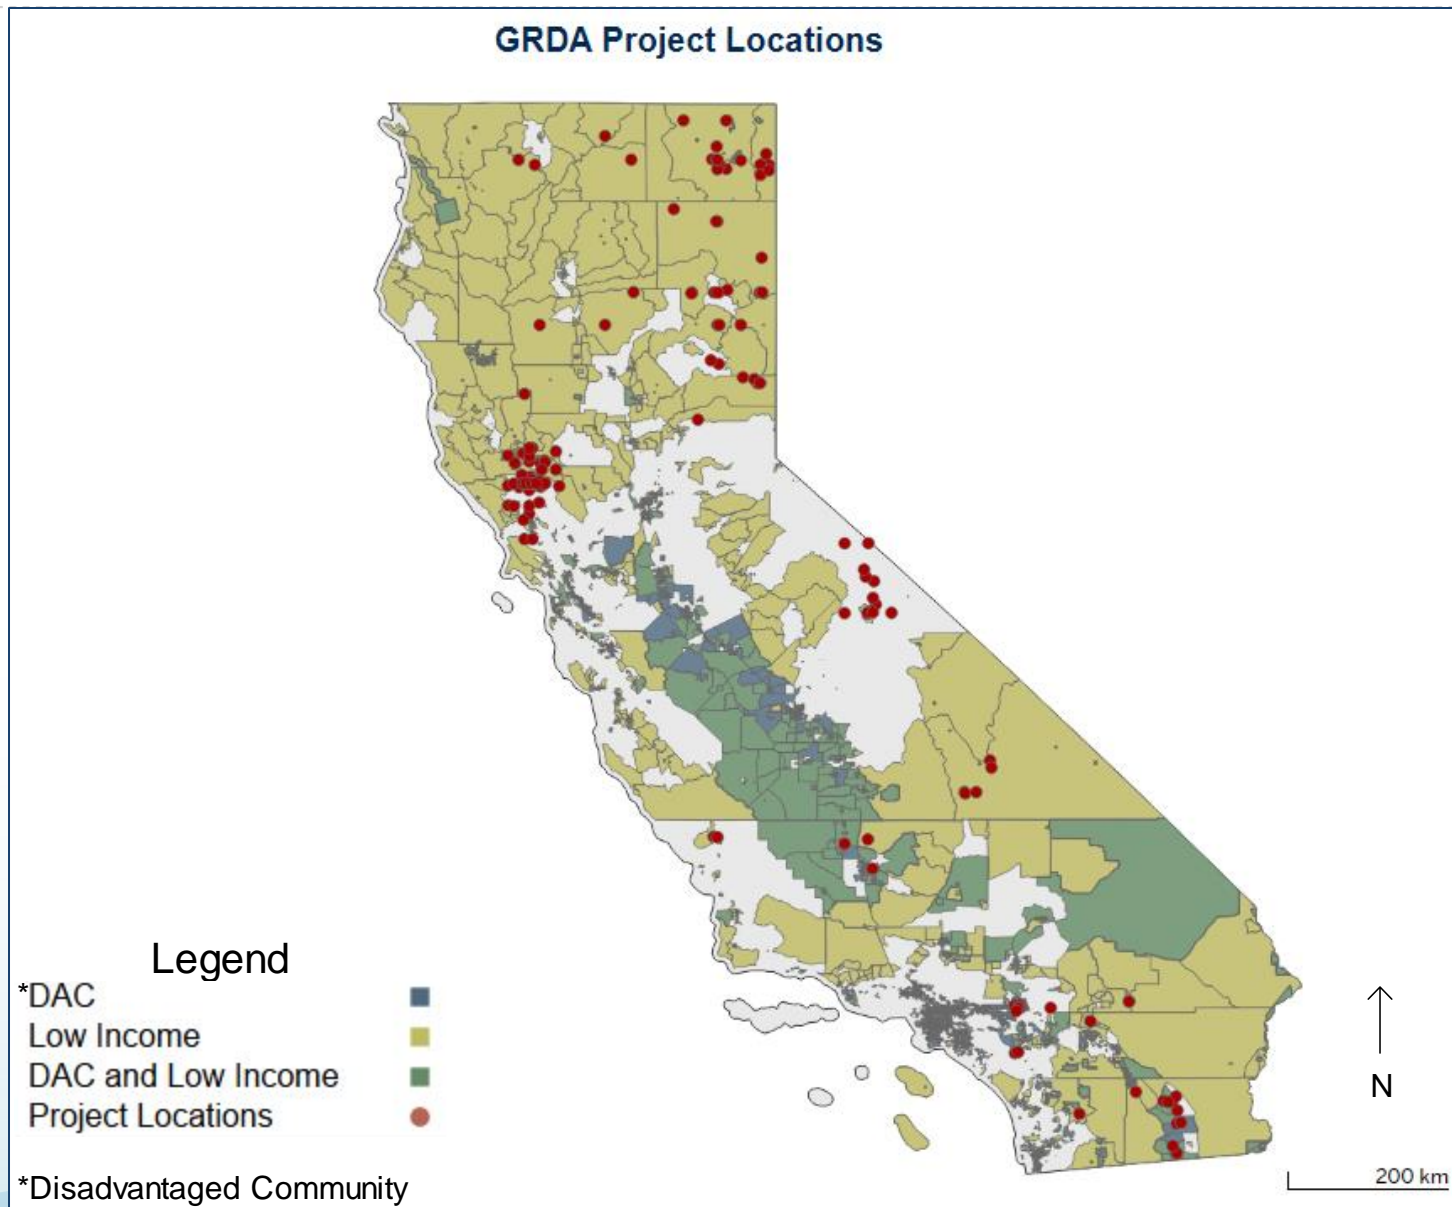 GRDA Project Locations
Legend
*DAC
Low Income
DAC and Low Income
Project Locations
*Disadvantaged Community
N
200 km